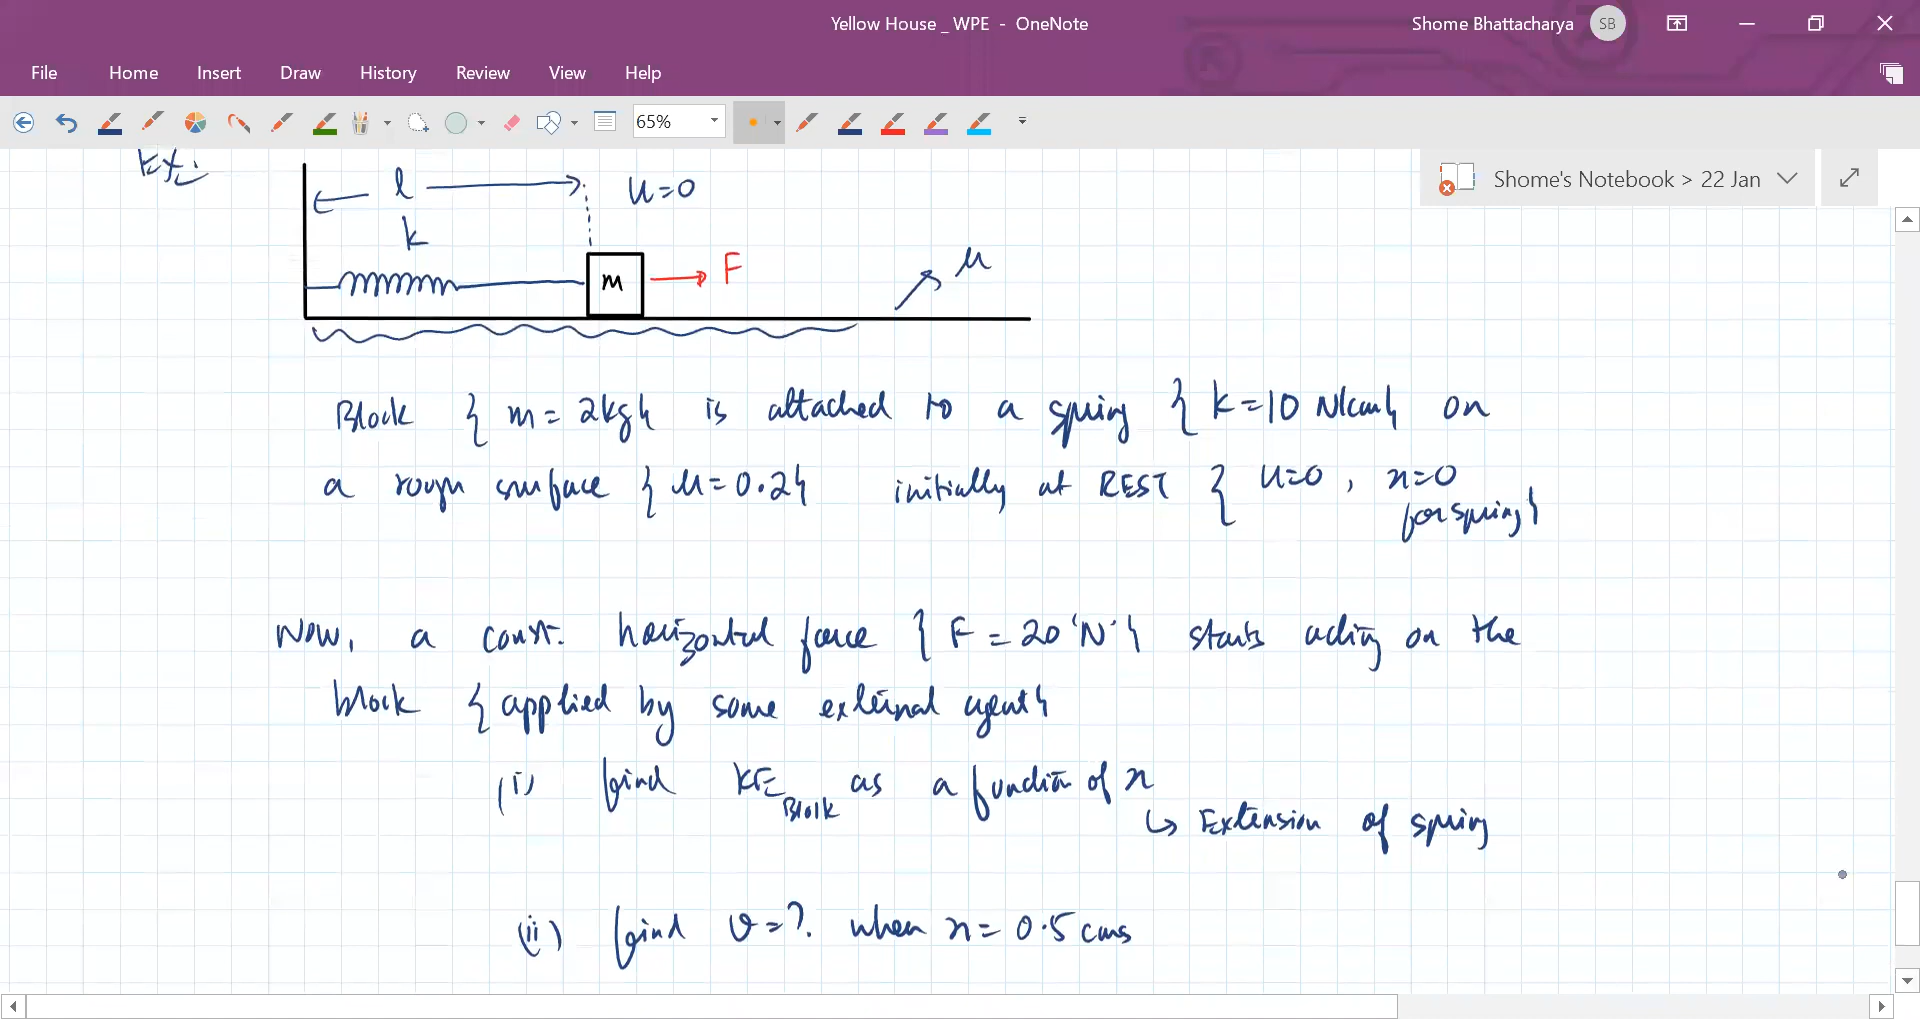 Yellow House _ WPE - OneNote
Shome Bhattacharya SB
File Home Insert Draw History Review View Help
65%
Shome's Notebook > 22 Jan
Ex:
l
u=0
k
m
F
μ
Block { m = 2kg} is attached to a spring { k = 10 N/cm} on
a rough surface { μ = 0.2} initially at REST { u=0 , x=0
for spring}
Now, a const. horizontal force { F = 20 'N'} starts acting on the
block { applied by some external agent}
(i) find KE Block as a function of x
↳ Extension of spring
(ii) find v=? when x = 0.5 cms